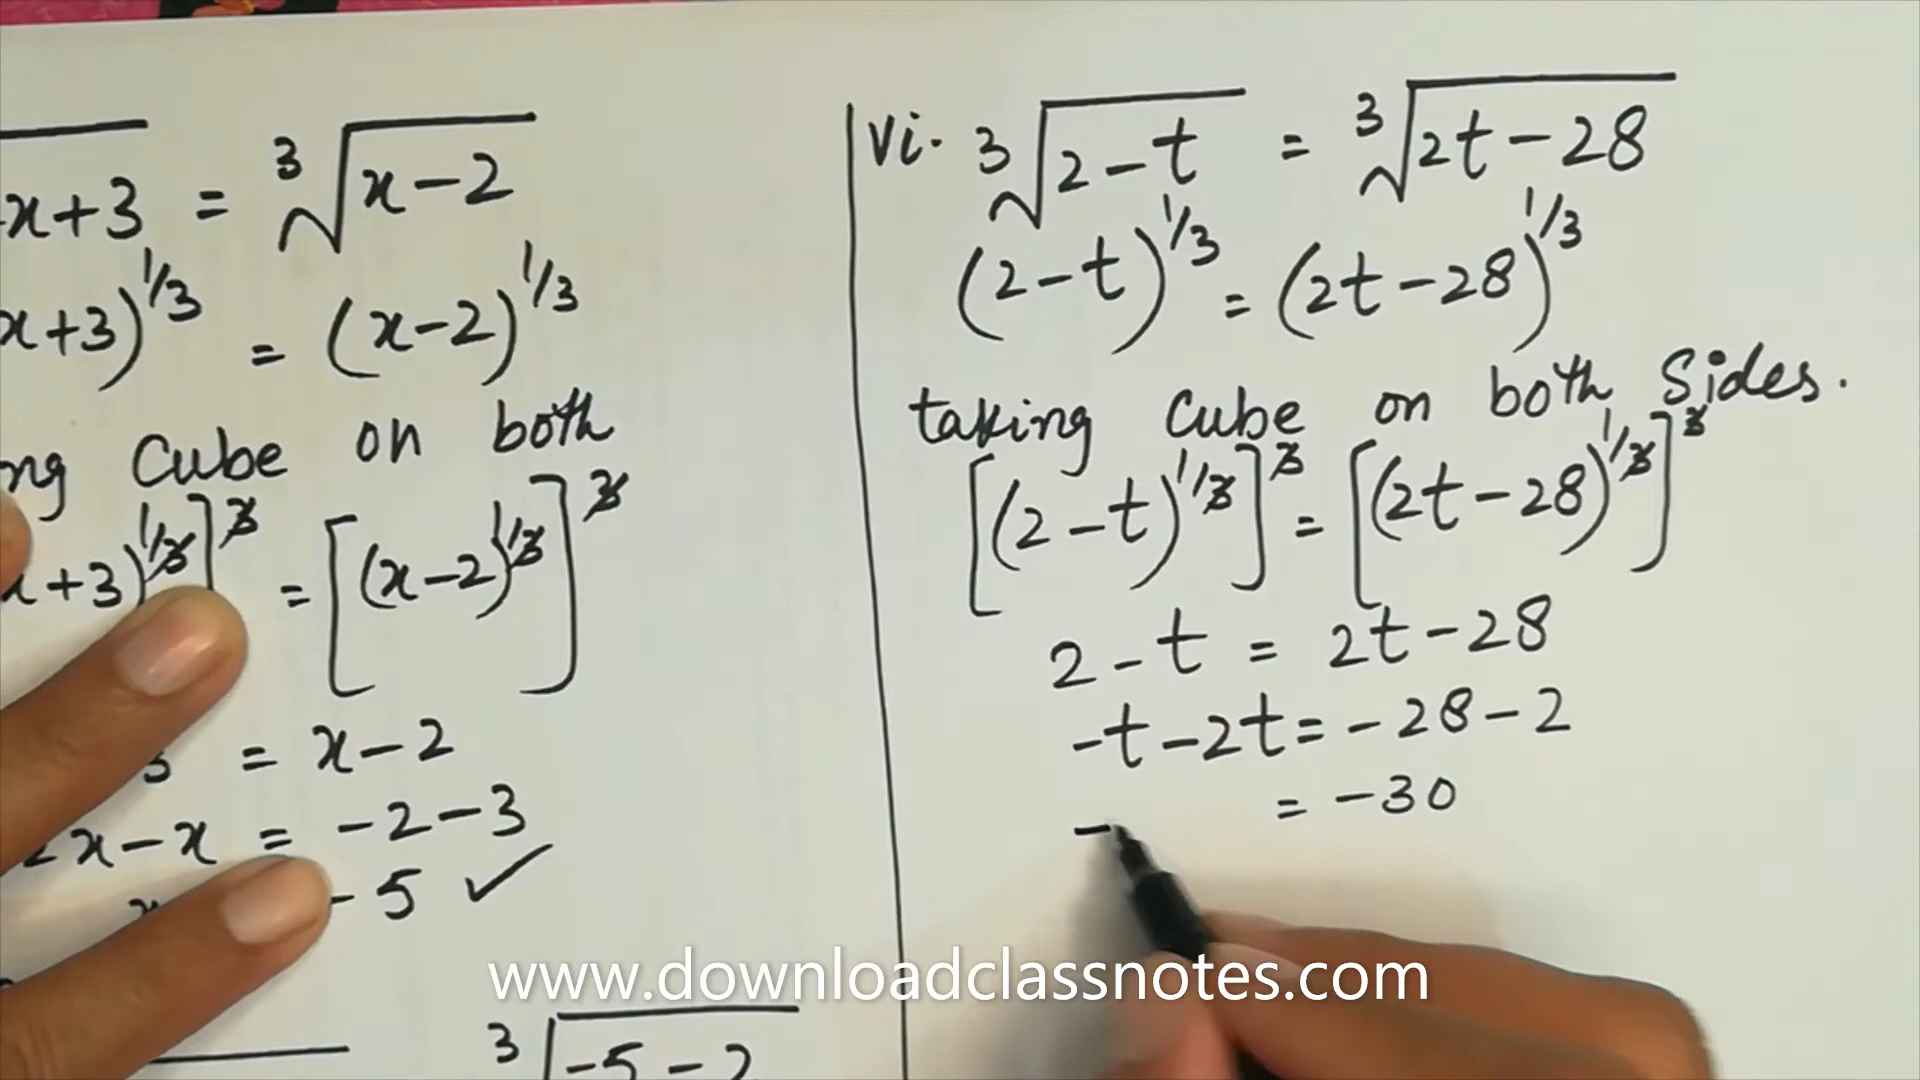 x+3 = ∛(x-2)
x+3)^1/3 = (x-2)^1/3
ng Cube on both
x+3)^1/3]^3 = [(x-2)^1/3]^3
3 = x-2
2x-x = -2-3
x - 5 ✓
∛(-5-2
vi. ∛(2-t) = ∛(2t-28)
(2-t)^1/3 = (2t-28)^1/3
taking Cube on both Sides.
[(2-t)^1/3]^3 = [(2t-28)^1/3]^3
2-t = 2t-28
-t-2t = -28-2
- = -30
www.downloadclassnotes.com